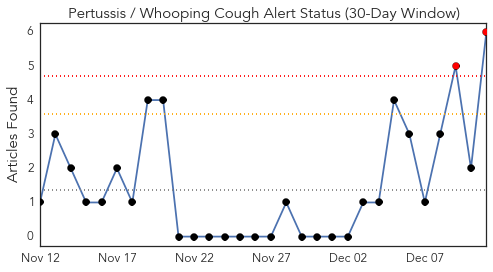 Pertussis / Whooping Cough Alert Status (30-Day Window)
Articles Found
6
5
4
3
2
1
0
Nov 12 Nov 17 Nov 22 Nov 27 Dec 02 Dec 07